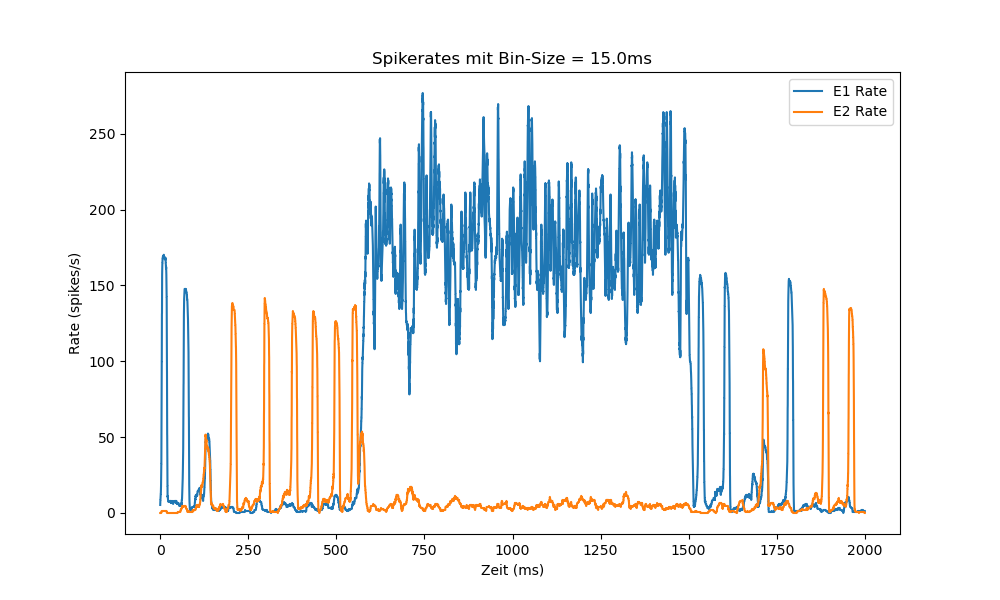 Spikerates mit Bin-Size = 15.0ms
E1 Rate
E2 Rate
Rate (spikes/s)
250
200
150
100
50
0
0 250 500 750 1000 1250 1500 1750 2000
Zeit (ms)